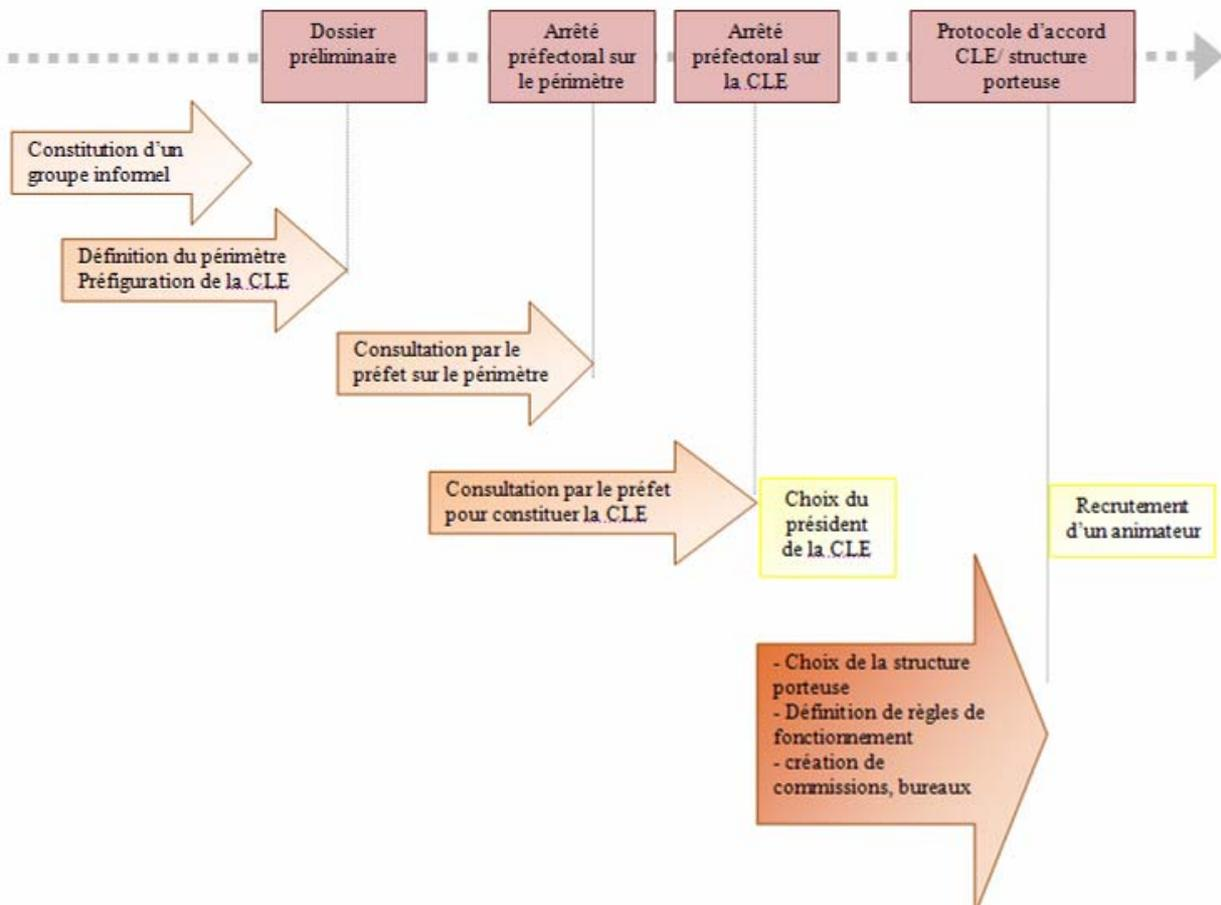 Dossier
préliminaire
Arrêté
préfectoral sur
le périmètre
Arrêté
préfectoral sur
la CLE
Protocole d'accord
CLE/ structure
porteuse
Constitution d'un
groupe informel
Définition du périmètre
Préfiguration de la CLE
Consultation par le
préfet sur le périmètre
Consultation par le préfet
pour constituer la CLE
Choix du
président
de la CLE
Recrutement
d'un animateur
- Choix de la structure
porteuse
- Définition de règles de
fonctionnement
- création de
commissions, bureaux